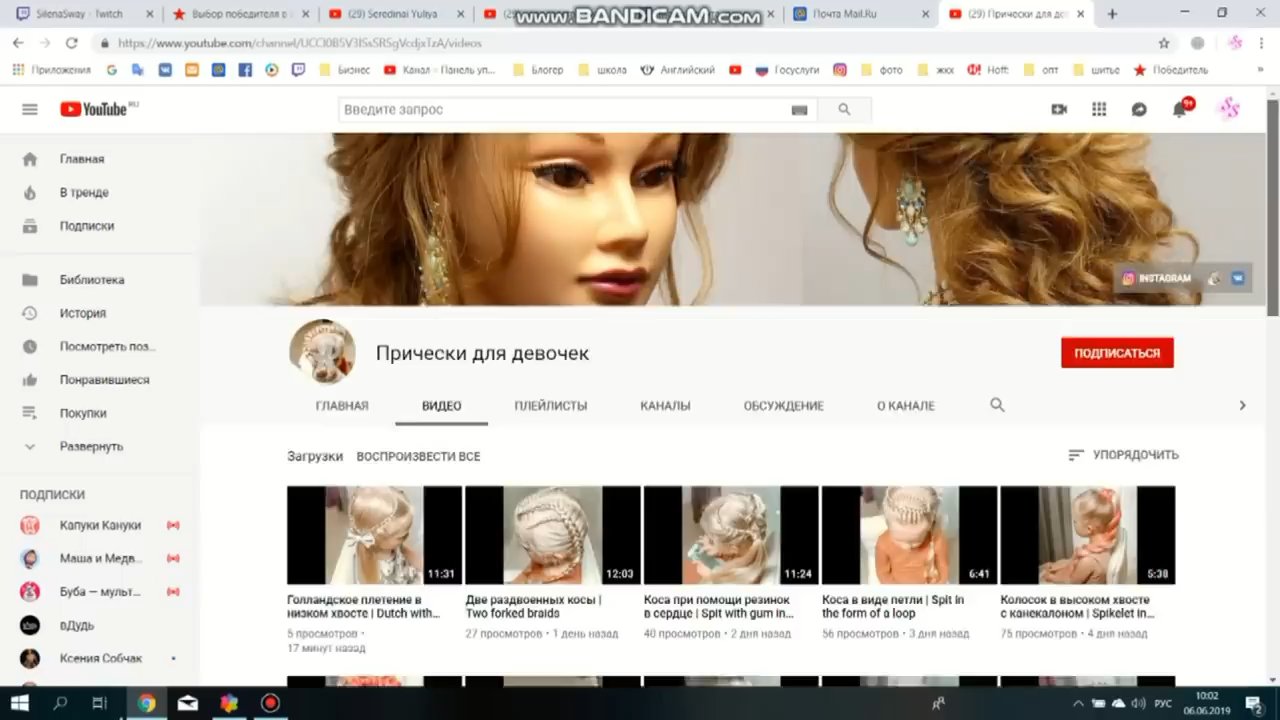 SilenaSway - Twitch
Выбор победителя в
(29) Seredinai Yuliya
www.BANDICAM.com
Почта Mail.Ru
(29) Прически для де
https://www.youtube.com/channel/UCCI0B5V3ISsSRSgVcdjxTzA/videos
Приложения
Бизнес
Канал - Панель уп...
Блогер
школа
Английский
Госуслуги
фото
жкх
Hoff:
опт
шитье
Победитель
»
YouTube RU
Введите запрос
9+
Главная
В тренде
Подписки
Библиотека
История
Посмотреть поз...
Понравившиеся
Покупки
Развернуть
ПОДПИСКИ
Капуки Кануки
Маша и Медв...
Буба – мульт...
вДудь
Ксения Собчак
INSTAGRAM
Прически для девочек
ПОДПИСАТЬСЯ
ГЛАВНАЯ
ВИДЕО
ПЛЕЙЛИСТЫ
КАНАЛЫ
ОБСУЖДЕНИЕ
О КАНАЛЕ
Загрузки
ВОСПРОИЗВЕСТИ ВСЕ
УПОРЯДОЧИТЬ
11:31
12:03
11:24
6:41
5:38
Голландское плетение в
низком хвосте | Dutch with...
5 просмотров •
17 минут назад
Две раздвоенных косы |
Two forked braids
27 просмотров • 1 день назад
Коса при помощи резинок
в сердце | Spit with gum in...
40 просмотров • 2 дня назад
Коса в виде петли | Spit in
the form of a loop
56 просмотров • 3 дня назад
Колосок в высоком хвосте
с канекалоном | Spikelet in...
75 просмотров • 4 дня назад
РУС
10:02
06.06.2019
2